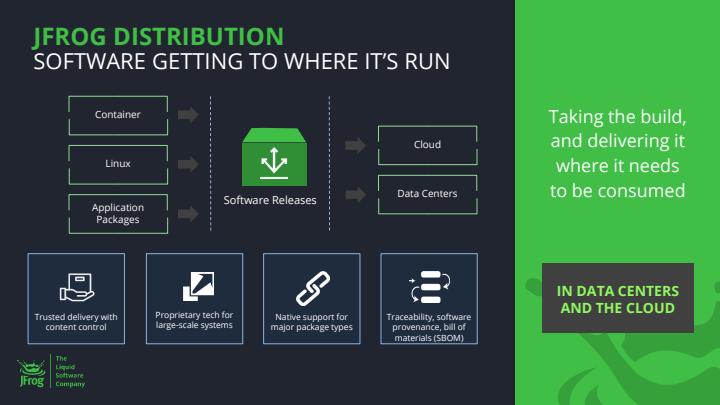 JFROG DISTRIBUTION
SOFTWARE GETTING TO WHERE IT'S RUN
Container
Linux
Application
Packages
Software Releases
Cloud
Data Centers
Trusted delivery with
content control
Proprietary tech for
large-scale systems
Native support for
major package types
Traceability, software
provenance, bill of
materials (SBOM)
Taking the build,
and delivering it
where it needs
to be consumed
IN DATA CENTERS
AND THE CLOUD
JFrog
The
Liquid
Software
Company